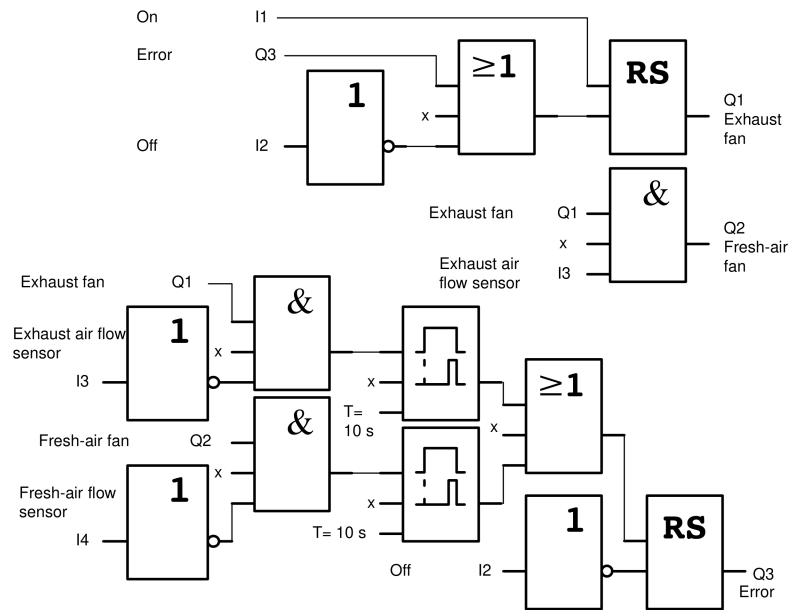 On I1
Error Q3
1
≥1
RS
x
Off I2
Q1
Exhaust
fan
&
Exhaust fan Q1
x
Q2
Fresh-air
fan
Exhaust air
flow sensor
I3
Exhaust fan Q1
&
1
Exhaust air flow
sensor
x
I3
x
T=
10 s
≥1
Fresh-air fan Q2
&
x
x
1
Fresh-air flow
sensor
x
I4
T= 10 s
1
RS
Off I2
Q3
Error